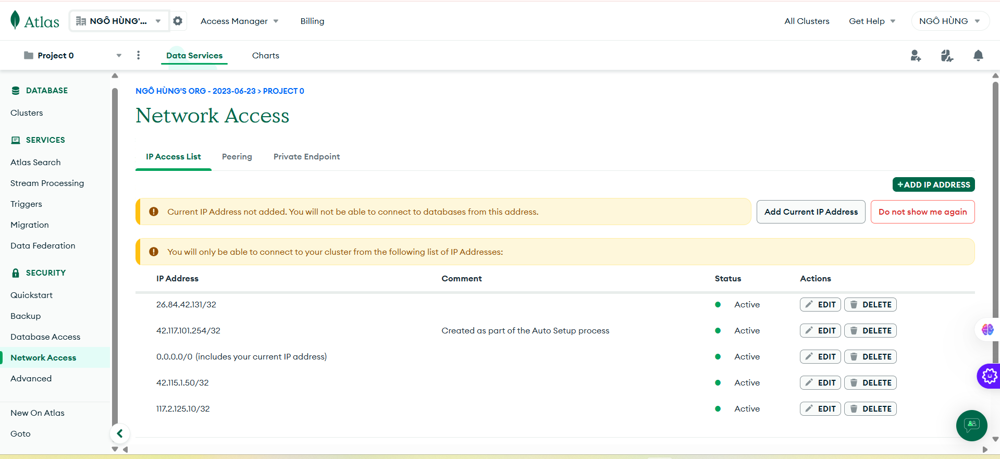 Atlas
NGÔ HÙNG'...
Access Manager
Billing
All Clusters
Get Help
NGÔ HÙNG
Project 0
Data Services
Charts
DATABASE
Clusters
SERVICES
Atlas Search
Stream Processing
Triggers
Migration
Data Federation
SECURITY
Quickstart
Backup
Database Access
Network Access
Advanced
New On Atlas
Goto
NGÔ HÙNG'S ORG - 2023-06-23 > PROJECT 0
Network Access
IP Access List
Peering
Private Endpoint
+ADD IP ADDRESS
Current IP Address not added. You will not be able to connect to databases from this address.
Add Current IP Address
Do not show me again
You will only be able to connect to your cluster from the following list of IP Addresses:
IP Address Comment Status Actions
26.84.42.131/32 Active EDIT DELETE
42.117.101.254/32 Created as part of the Auto Setup process Active EDIT DELETE
0.0.0.0/0 (includes your current IP address) Active EDIT DELETE
42.115.1.50/32 Active EDIT DELETE
117.2.125.10/32 Active EDIT DELETE